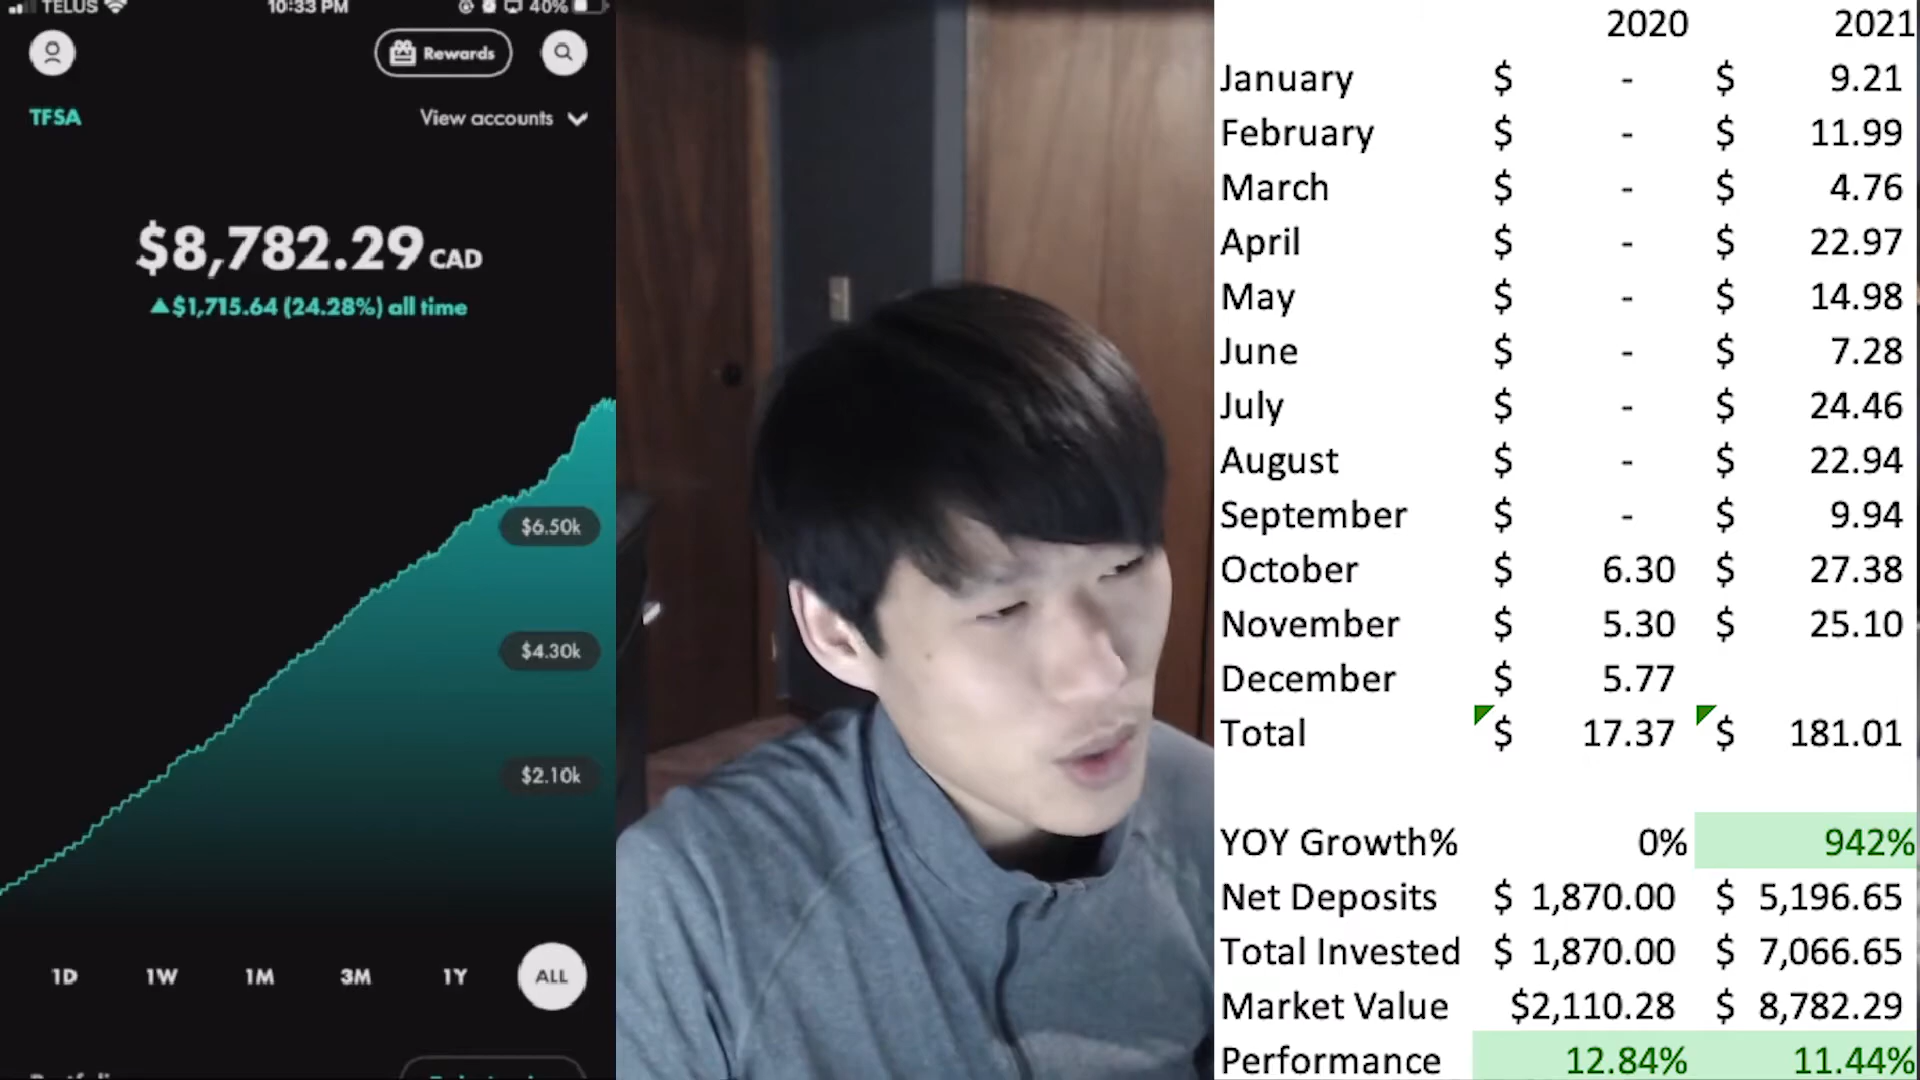 TELUS 10:33 PM 40%
Rewards
TFSA View accounts
$8,782.29 CAD
▲$1,715.64 (24.28%) all time
$6.50k
$4.30k
$2.10k
1D 1W 1M 3M 1Y ALL
2020 2021
January $ - $ 9.21
February $ - $ 11.99
March $ - $ 4.76
April $ - $ 22.97
May $ - $ 14.98
June $ - $ 7.28
July $ - $ 24.46
August $ - $ 22.94
September $ - $ 9.94
October $ 6.30 $ 27.38
November $ 5.30 $ 25.10
December $ 5.77
Total $ 17.37 $ 181.01
YOY Growth% 0% 942%
Net Deposits $ 1,870.00 $ 5,196.65
Total Invested $ 1,870.00 $ 7,066.65
Market Value $2,110.28 $ 8,782.29
Performance 12.84% 11.44%